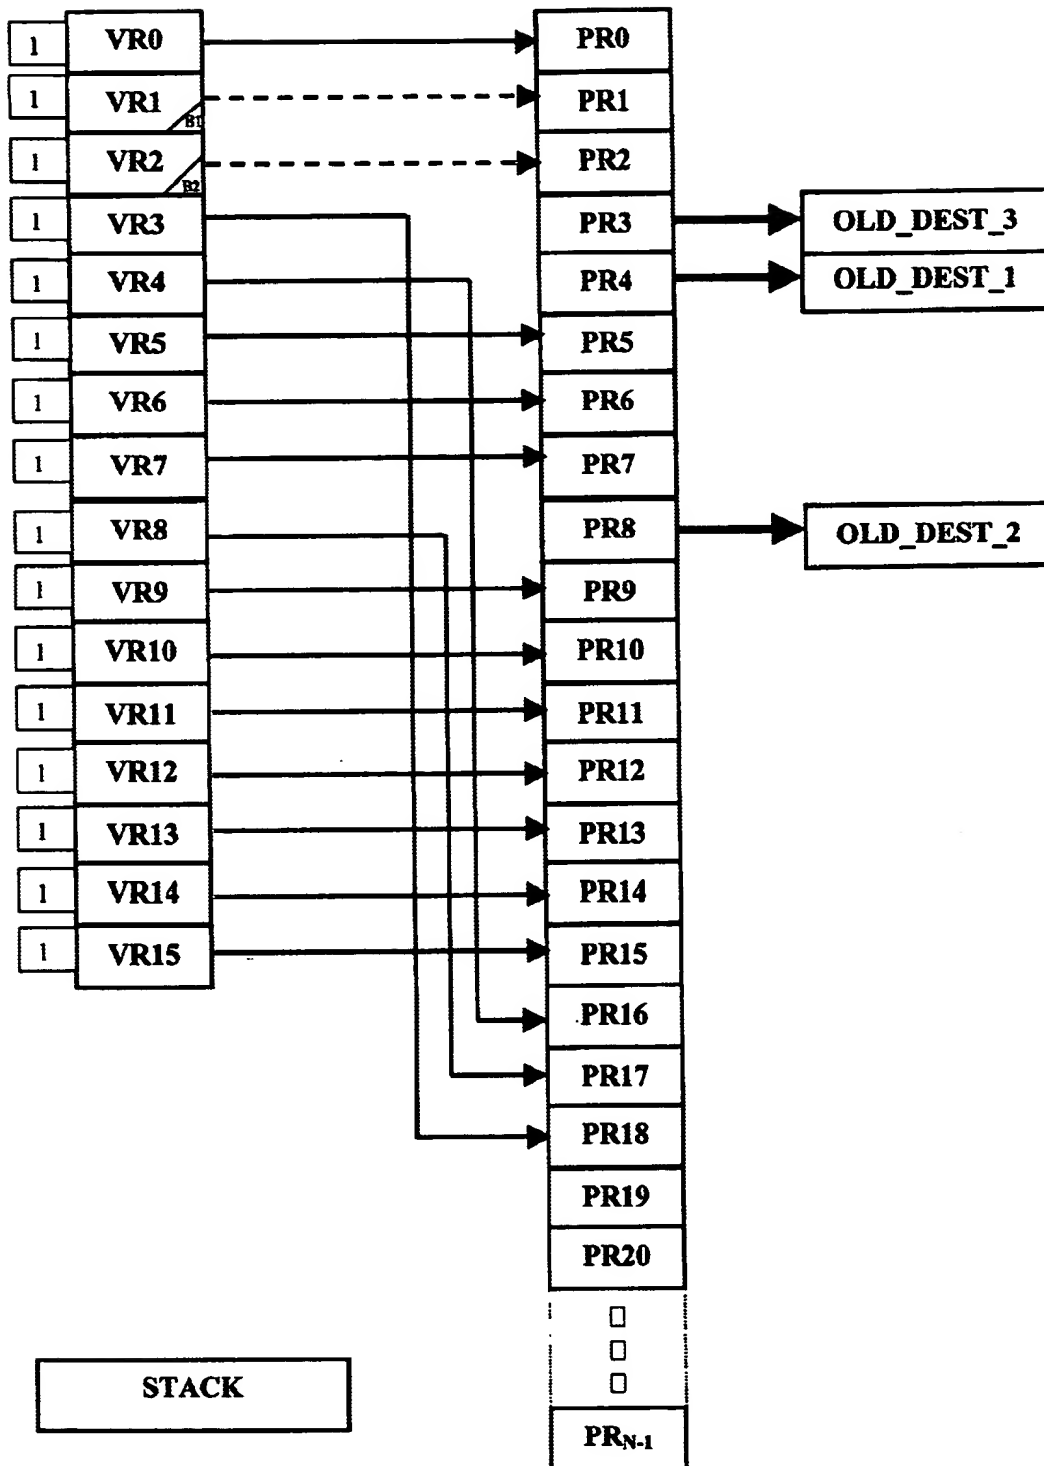 1 VR0 PR0
1 VR1 B1 PR1
1 VR2 B2 PR2
1 VR3 PR3 OLD_DEST_3
1 VR4 PR4 OLD_DEST_1
1 VR5 PR5
1 VR6 PR6
1 VR7 PR7
1 VR8 PR8 OLD_DEST_2
1 VR9 PR9
1 VR10 PR10
1 VR11 PR11
1 VR12 PR12
1 VR13 PR13
1 VR14 PR14
1 VR15 PR15
PR16
PR17
PR18
PR19
PR20
STACK
PRN-1